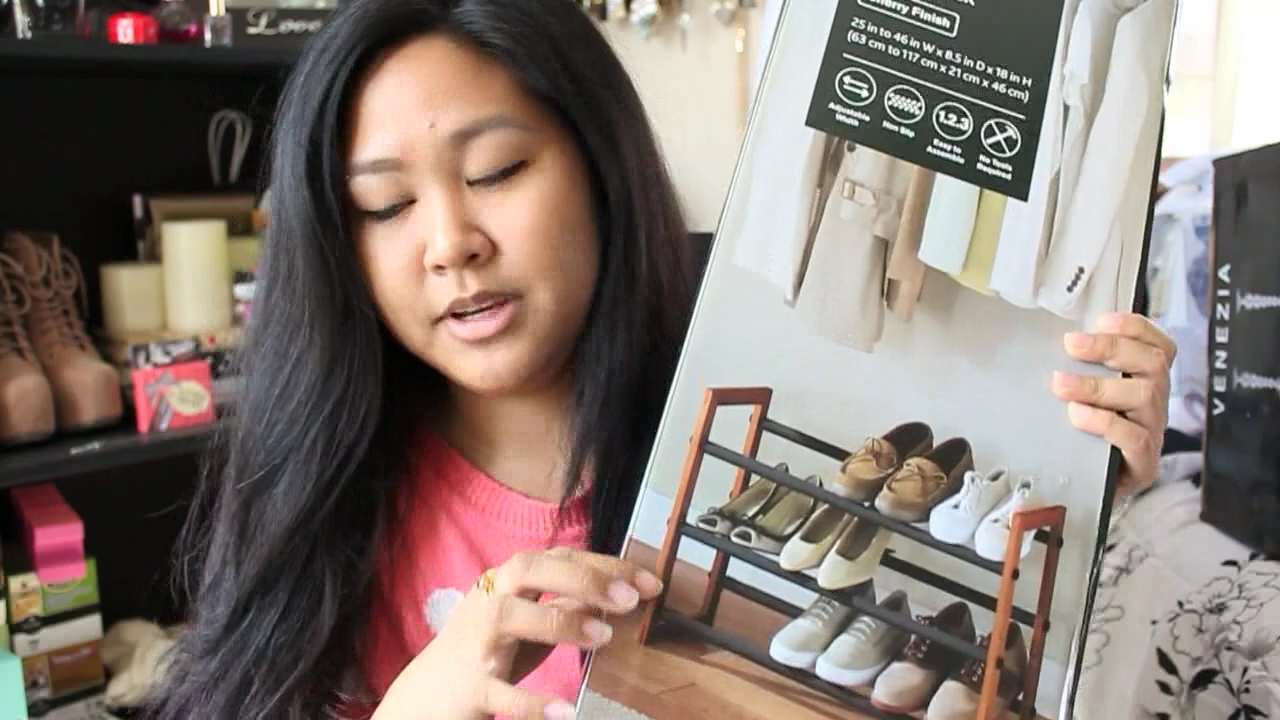 Love
Cherry Finish
25 in to 46 in W x 8.5 in D x 18 in H
(63 cm to 117 cm x 21 cm x 46 cm)
Adjustable
Width
Non Slip
1.2.3
Easy to
Assemble
No Tools
Required
VENEZIA